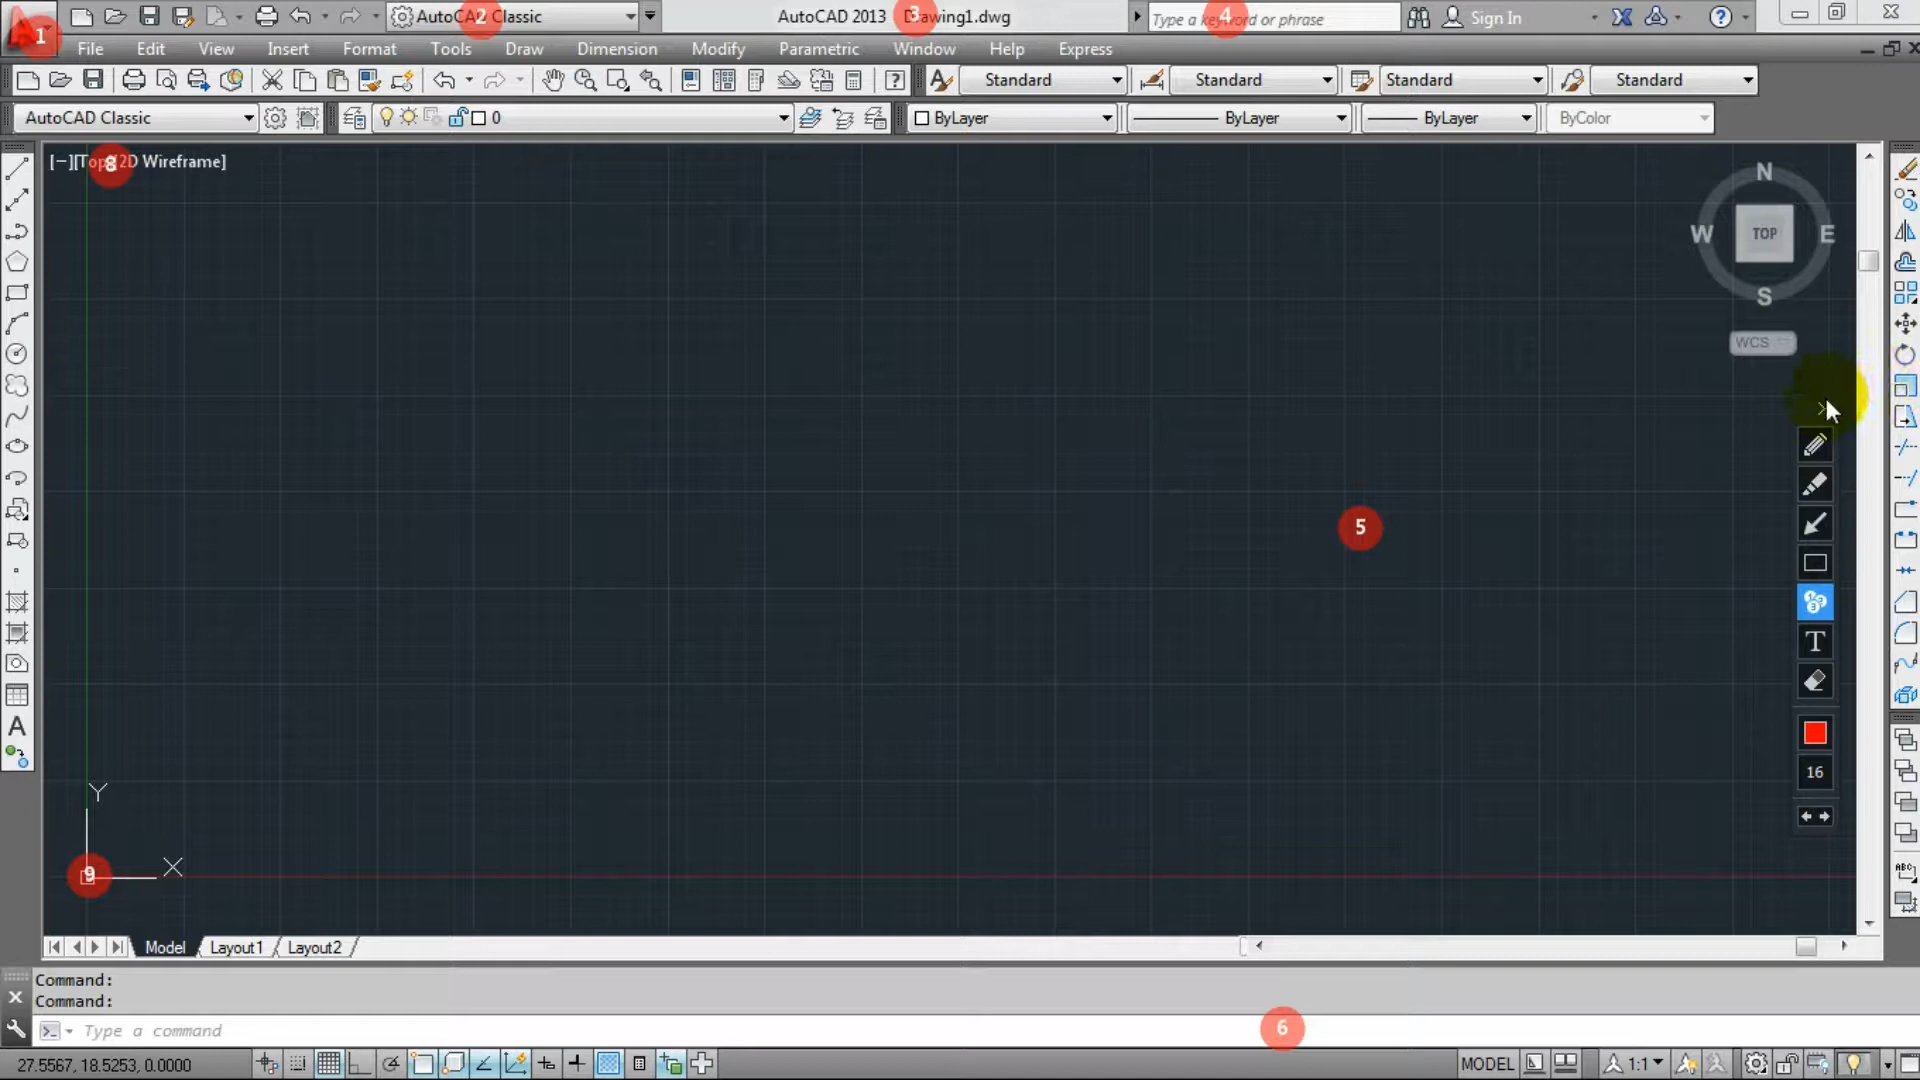 1
AutoCAD Classic
2
AutoCAD 2013
3
Drawing1.dwg
4
Type a keyword or phrase
Sign In
File Edit View Insert Format Tools Draw Dimension Modify Parametric Window Help Express
Standard Standard Standard Standard
AutoCAD Classic 0 ByLayer ByLayer ByLayer ByColor
[−][Top][2D Wireframe]
8
N
W TOP E
S
WCS
5
T
A
16
Y
X
9
Model Layout1 Layout2
ABC
Command:
Command:
Type a command
6
27.5567, 18.5253, 0.0000 MODEL 1:1